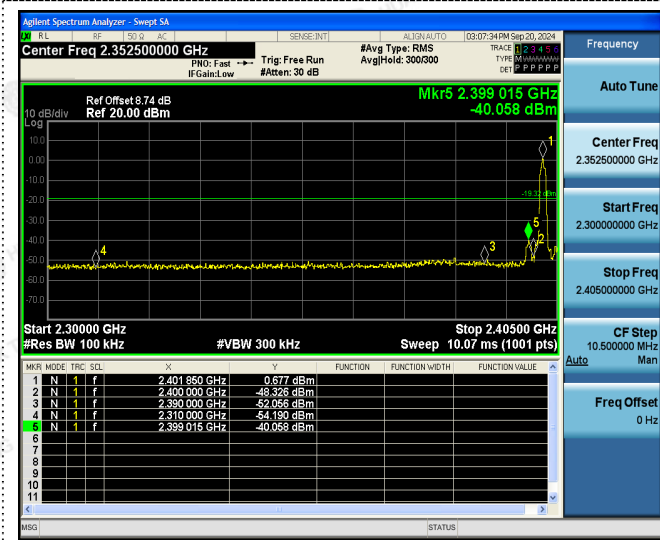 Agilent Spectrum Analyzer - Swept SA
LXI RL RF 50 Ω AC SENSE:INT ALIGN AUTO 03:07:34 PM Sep 20, 2024
Center Freq 2.352500000 GHz
PNO: Fast
IFGain:Low
Trig: Free Run
#Atten: 30 dB
#Avg Type: RMS
Avg|Hold: 300/300
TRACE 1 2 3 4 5 6
TYPE M WWWWW
DET P P P P P P
Mkr5 2.399 015 GHz
-40.058 dBm
Ref Offset 8.74 dB
10 dB/div Ref 20.00 dBm
Log
10.0
0.00
-10.0
-20.0
-30.0
-40.0
-50.0
-60.0
-70.0
1
-19.32 dBm
5
2
3
4
Start 2.30000 GHz Stop 2.40500 GHz
#Res BW 100 kHz #VBW 300 kHz Sweep 10.07 ms (1001 pts)
MKR MODE TRC SCL X Y FUNCTION FUNCTION WIDTH FUNCTION VALUE
1 N 1 f 2.401 850 GHz 0.677 dBm
2 N 1 f 2.400 000 GHz -48.326 dBm
3 N 1 f 2.390 000 GHz -52.056 dBm
4 N 1 f 2.310 000 GHz -54.190 dBm
5 N 1 f 2.399 015 GHz -40.058 dBm
6
7
8
9
10
11
MSG STATUS
Frequency
Auto Tune
Center Freq
2.352500000 GHz
Start Freq
2.300000000 GHz
Stop Freq
2.405000000 GHz
CF Step
10.500000 MHz
Auto Man
Freq Offset
0 Hz